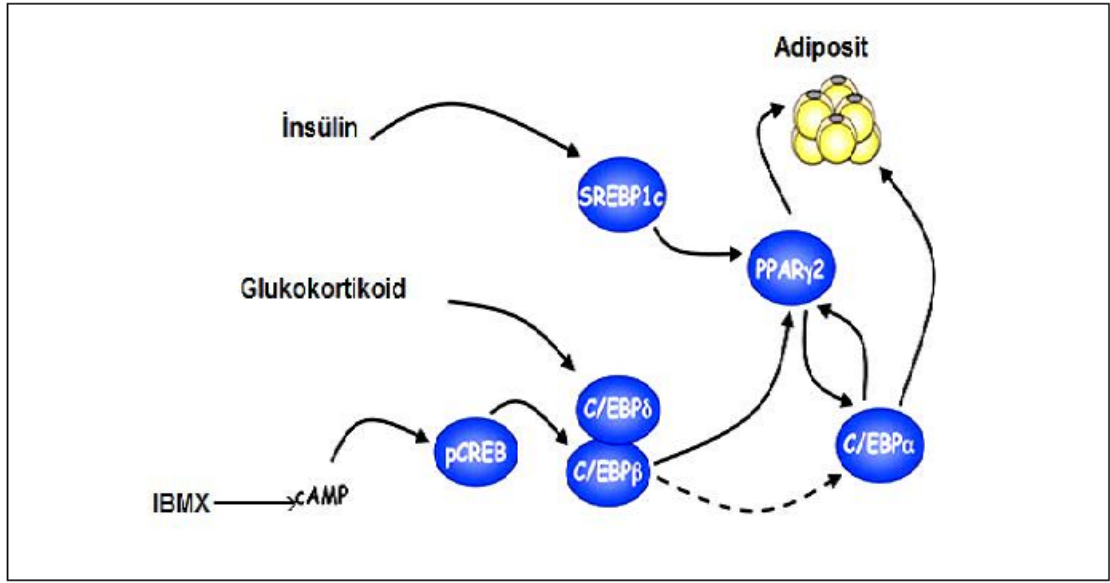 Adiposit
İnsülin
SREBP1c
PPARγ2
Glukokortikoid
C/EBPδ
pCREB
C/EBPβ
C/EBPα
IBMX
cAMP